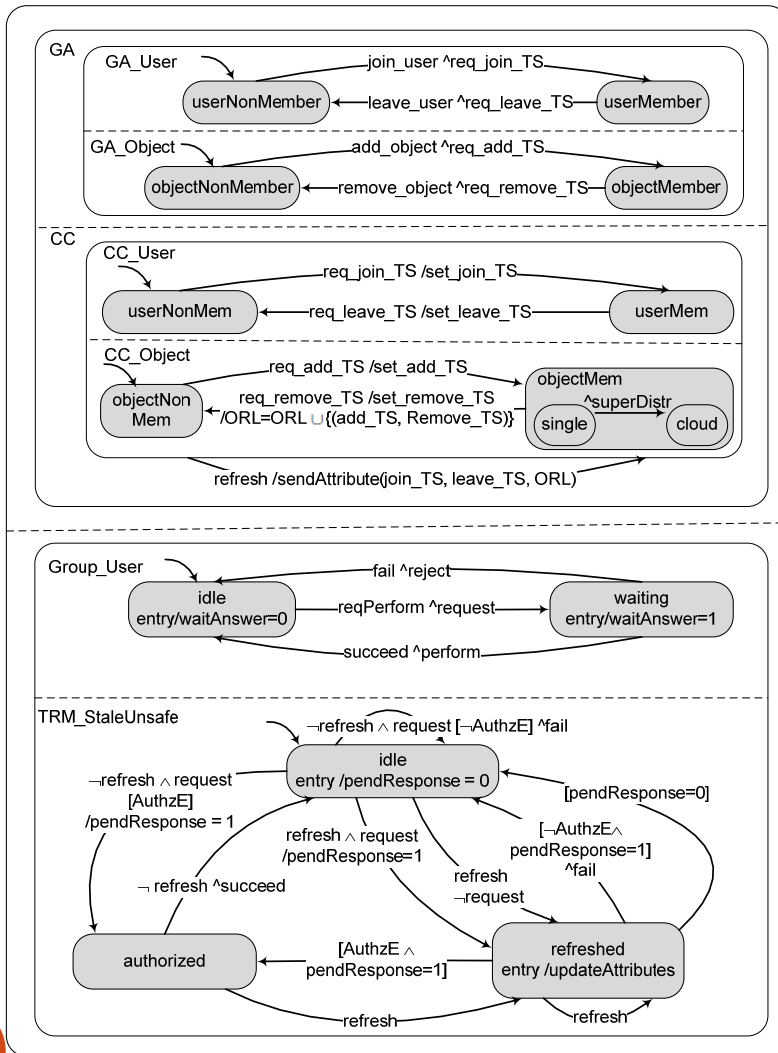 GA
GA_User
join_user ^req_join_TS
userNonMember
leave_user ^req_leave_TS
userMember
GA_Object
add_object ^req_add_TS
objectNonMember
remove_object ^req_remove_TS
objectMember
CC
CC_User
req_join_TS /set_join_TS
userNonMem
req_leave_TS /set_leave_TS
userMem
CC_Object
req_add_TS /set_add_TS
objectNon
Mem
req_remove_TS /set_remove_TS
/ORL=ORL ∪{(add_TS, Remove_TS)}
objectMem
^superDistr
single
cloud
refresh /sendAttribute(join_TS, leave_TS, ORL)
Group_User
fail ^reject
idle
entry/waitAnswer=0
reqPerform ^request
waiting
entry/waitAnswer=1
succeed ^perform
TRM_StaleUnsafe
¬refresh ∧ request [¬AuthzE] ^fail
idle
entry /pendResponse = 0
¬refresh ∧ request
[AuthzE]
/pendResponse = 1
[pendResponse=0]
refresh ∧ request
/pendResponse=1
[¬AuthzE∧
pendResponse=1]
^fail
¬ refresh ^succeed
refresh
¬request
authorized
[AuthzE ∧
pendResponse=1]
refreshed
entry /updateAttributes
refresh
refresh